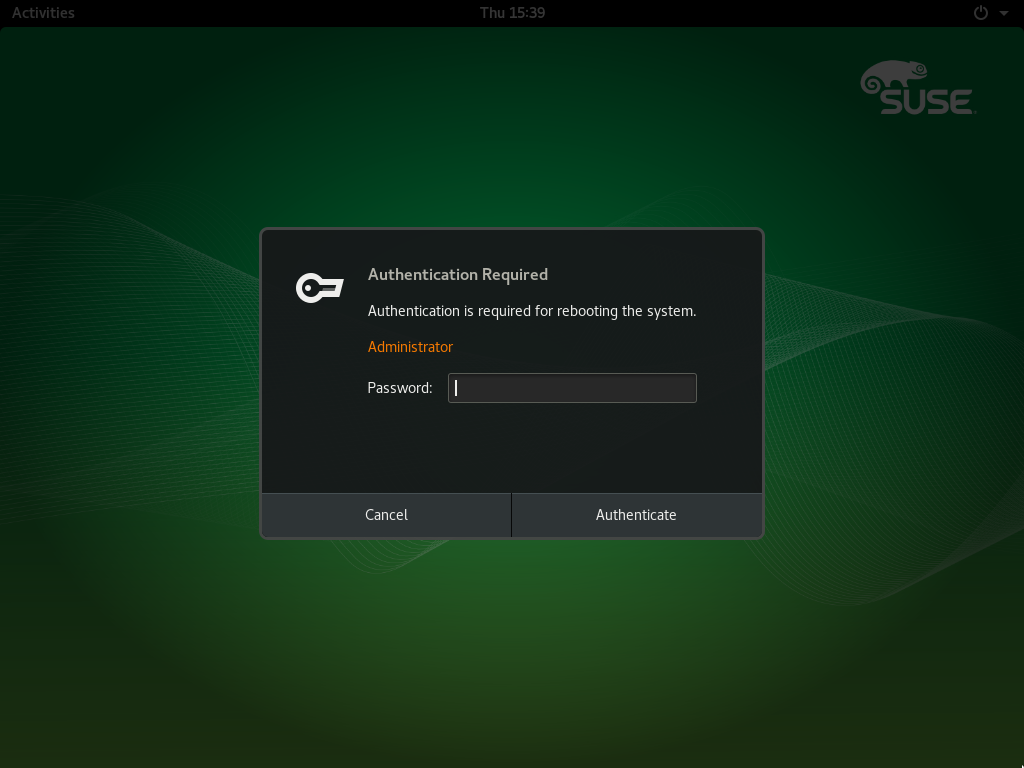 Activities
Thu 15:39
SUSE
Authentication Required
Authentication is required for rebooting the system.
Administrator
Password:
Cancel
Authenticate